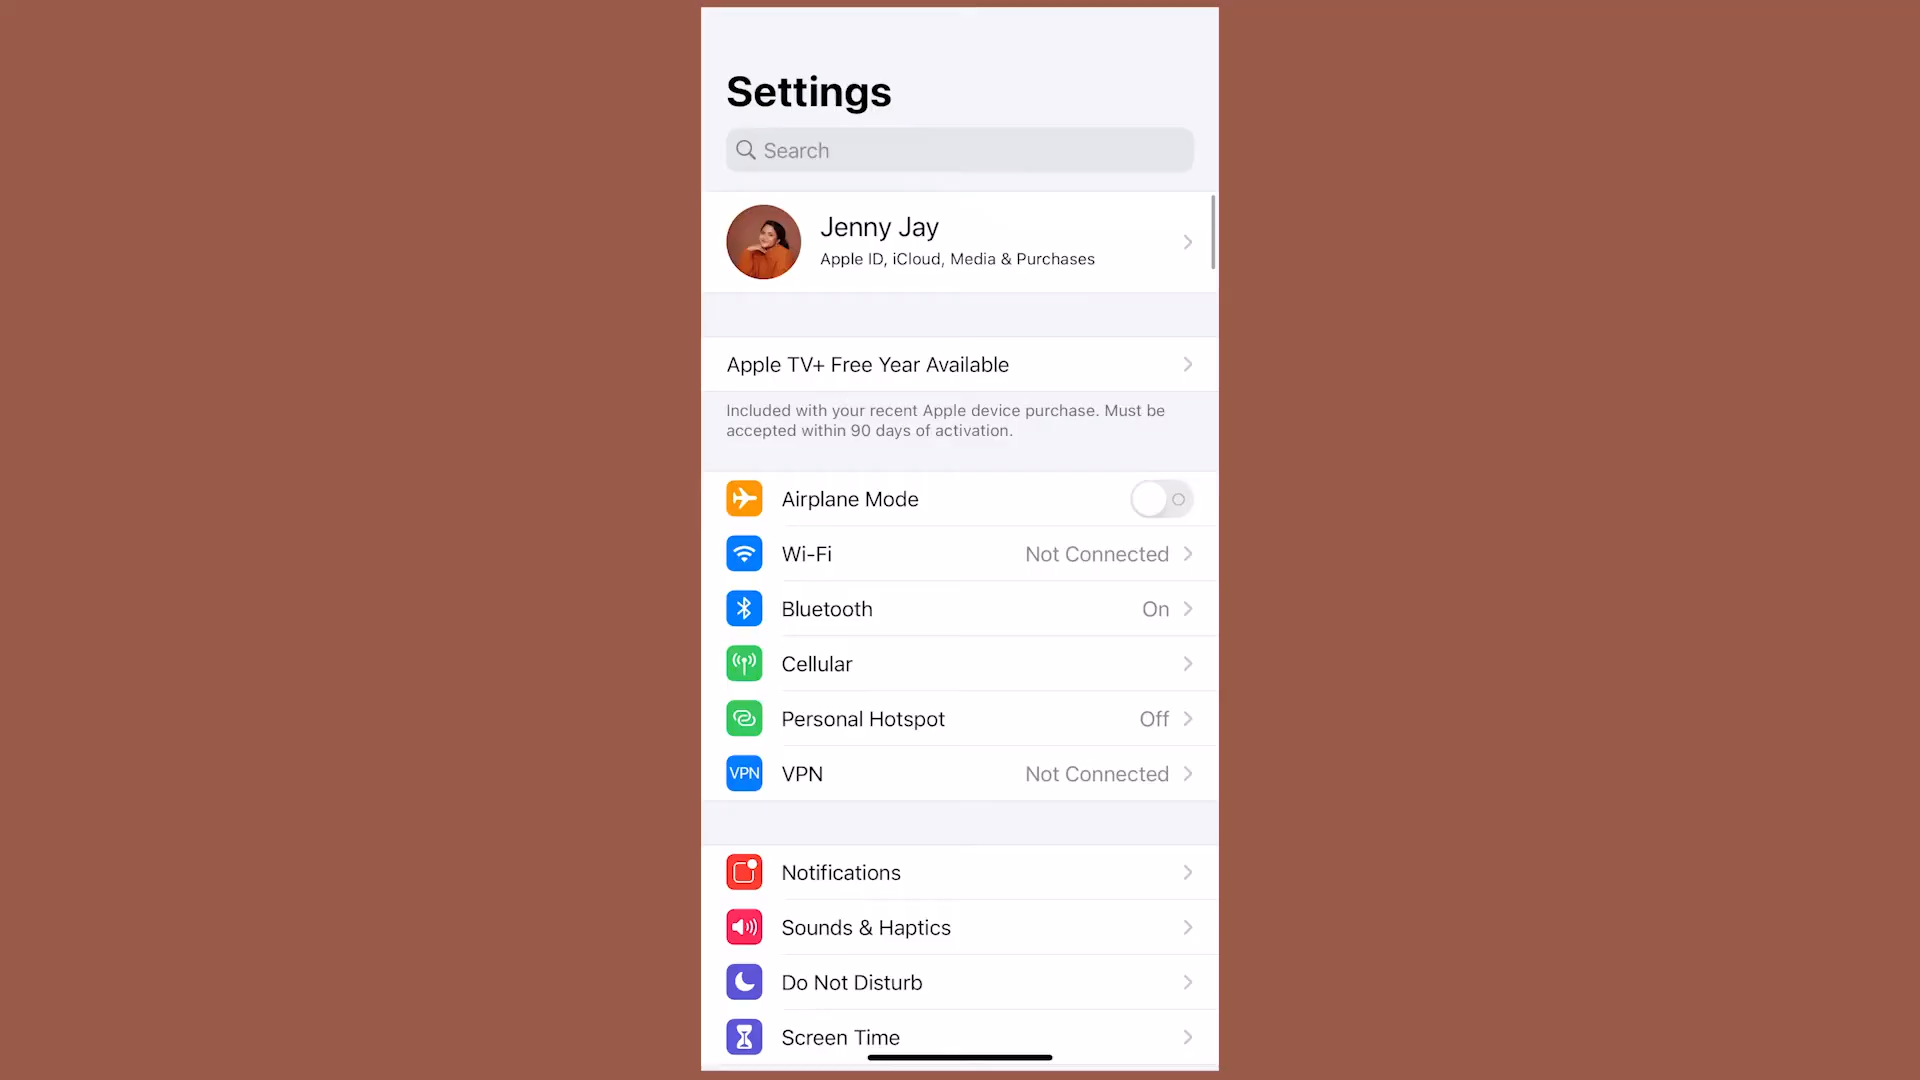 Settings
Search
Jenny Jay
Apple ID, iCloud, Media & Purchases
Apple TV+ Free Year Available
Included with your recent Apple device purchase. Must be
accepted within 90 days of activation.
Airplane Mode
Wi-Fi Not Connected
Bluetooth On
Cellular
Personal Hotspot Off
VPN VPN Not Connected
Notifications
Sounds & Haptics
Do Not Disturb
Screen Time